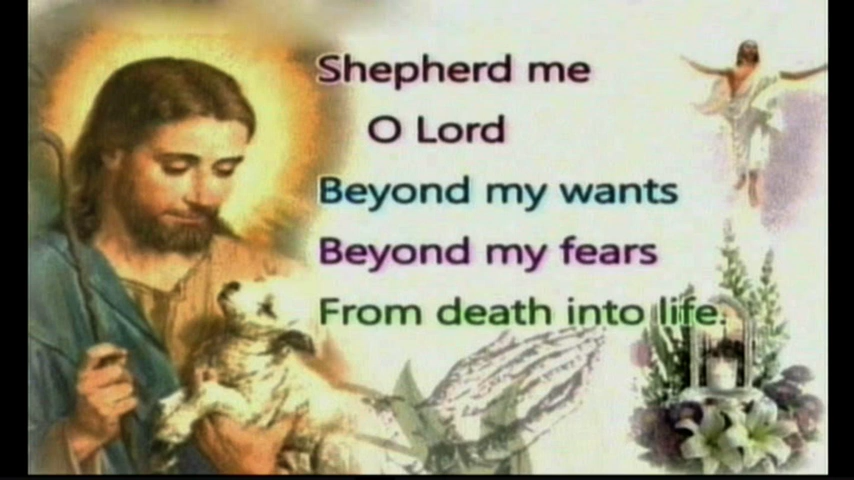 Shepherd me
O Lord
Beyond my wants
Beyond my fears
From death into life.